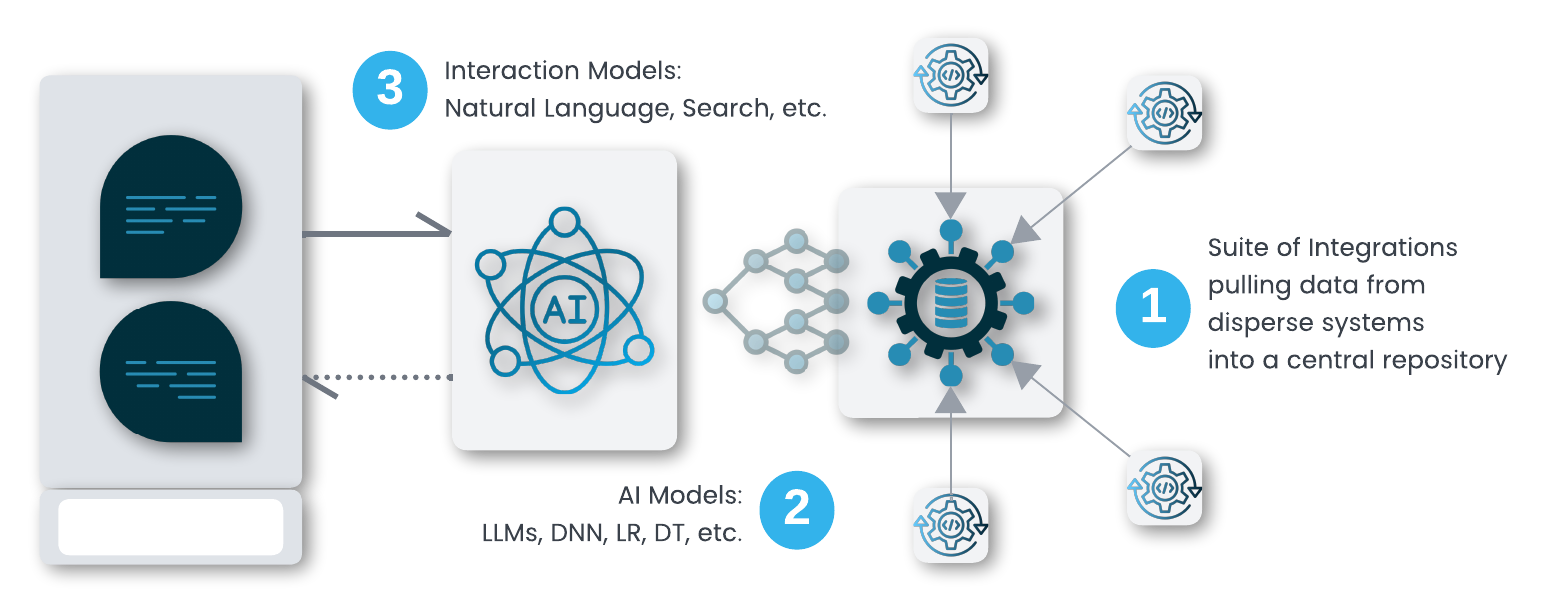 3
Interaction Models:
Natural Language, Search, etc.
AI
1
Suite of Integrations
pulling data from
disperse systems
into a central repository
AI Models:
LLMs, DNN, LR, DT, etc.
2